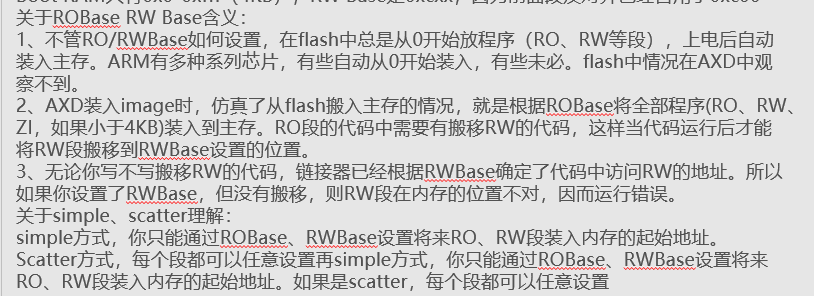 关于ROBase RW Base含义：
1、不管RO/RWBase如何设置，在flash中总是从0开始放程序（RO、RW等段），上电后自动
装入主存。ARM有多种系列芯片，有些自动从0开始装入，有些未必。flash中情况在AXD中观
察不到。
2、AXD装入image时，仿真了从flash搬入主存的情况，就是根据ROBase将全部程序(RO、RW、
ZI，如果小于4KB)装入到主存。RO段的代码中需要有搬移RW的代码，这样当代码运行后才能
将RW段搬移到RWBase设置的位置。
3、无论你写不写搬移RW的代码，链接器已经根据RWBase确定了代码中访问RW的地址。所以
如果你设置了RWBase，但没有搬移，则RW段在内存的位置不对，因而运行错误。
关于simple、scatter理解：
simple方式，你只能通过ROBase、RWBase设置将来RO、RW段装入内存的起始地址。
Scatter方式，每个段都可以任意设置再simple方式，你只能通过ROBase、RWBase设置将来
RO、RW段装入内存的起始地址。如果是scatter，每个段都可以任意设置